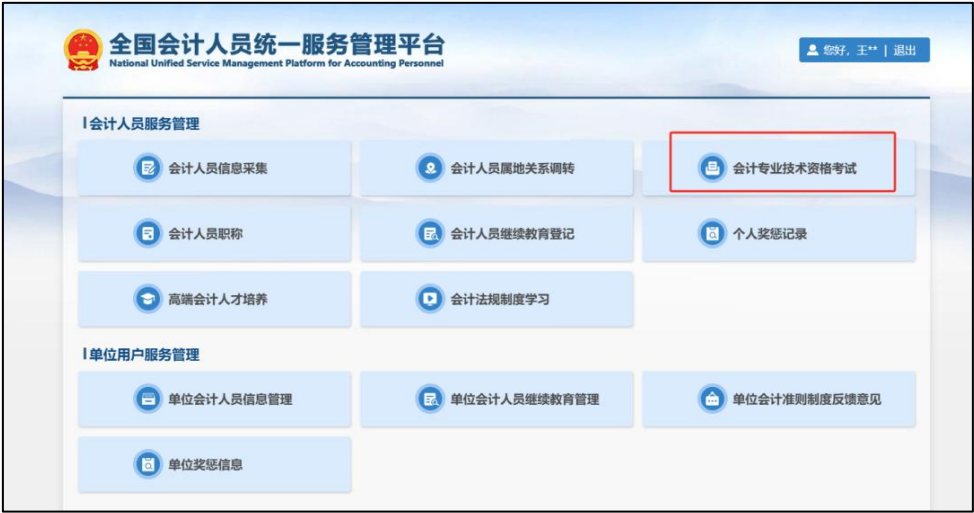 全国会计人员统一服务管理平台
National Unified Service Management Platform for Accounting Personnel
您好，王** | 退出
会计人员服务管理
会计人员信息采集
会计人员属地关系调转
会计专业技术资格考试
会计人员职称
会计人员继续教育登记
个人奖惩记录
高端会计人才培养
会计法规制度学习
单位用户服务管理
单位会计人员信息管理
单位会计人员继续教育管理
单位会计准则制度反馈意见
单位奖惩信息